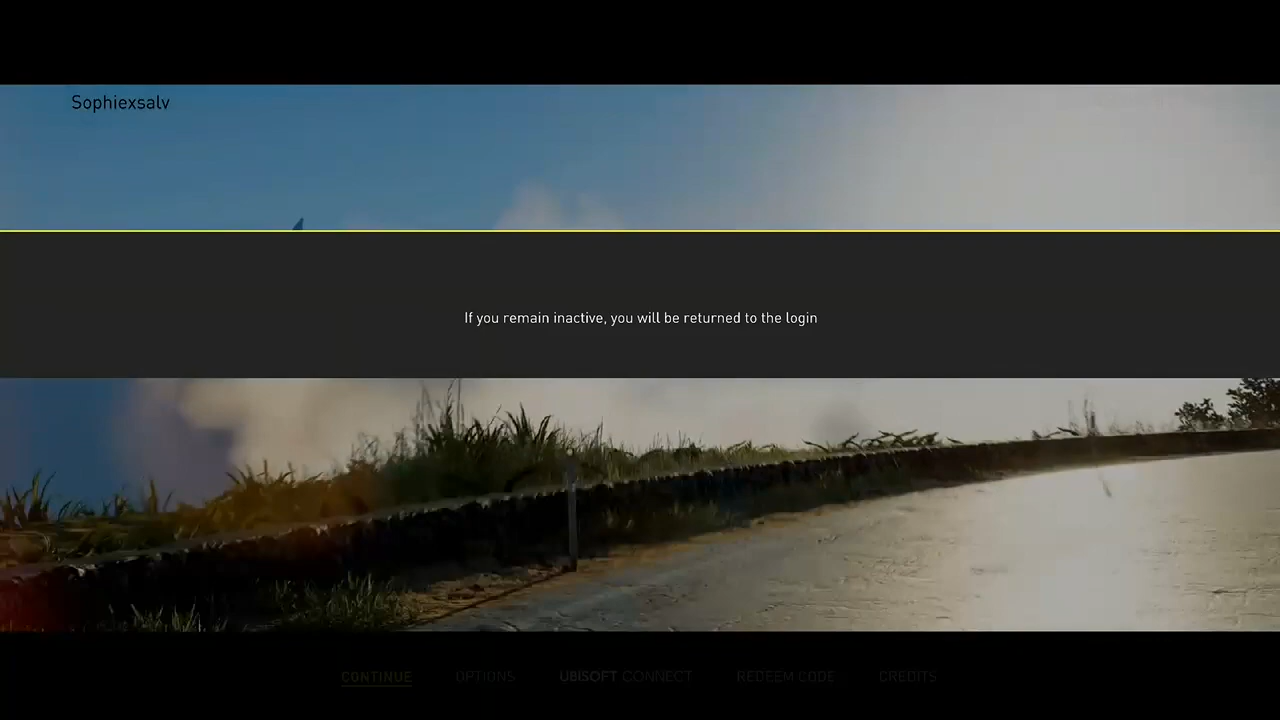 Sophiexsalv
If you remain inactive, you will be returned to the login
CONTINUE OPTIONS UBISOFT CONNECT REDEEM CODE CREDITS